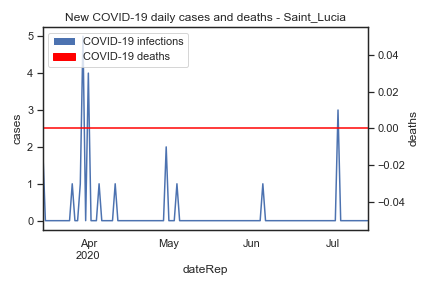 New COVID-19 daily cases and deaths - Saint_Lucia
COVID-19 infections
COVID-19 deaths
cases
5
4
3
2
1
0
deaths
0.04
0.02
0.00
−0.02
−0.04
Apr
2020
May
Jun
Jul
dateRep